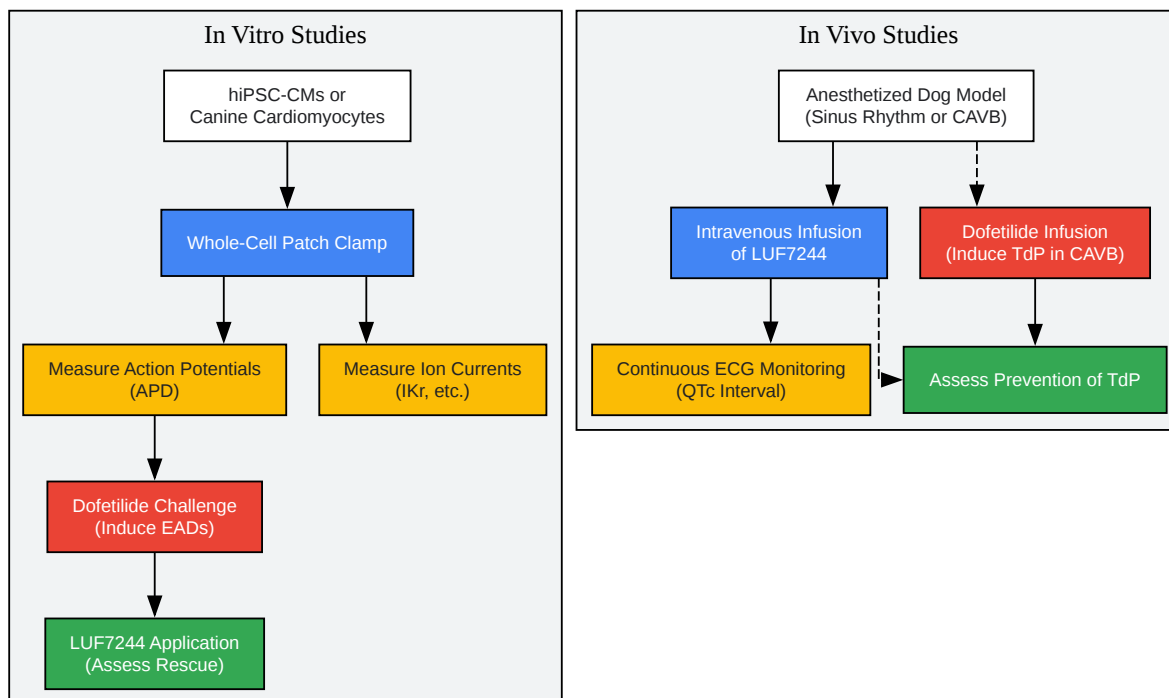 In Vitro Studies
hiPSC-CMs or
Canine Cardiomyocytes
Whole-Cell Patch Clamp
Measure Action Potentials
(APD)
Measure Ion Currents
(IKr, etc.)
Dofetilide Challenge
(Induce EADs)
LUF7244 Application
(Assess Rescue)
In Vivo Studies
Anesthetized Dog Model
(Sinus Rhythm or CAVB)
Intravenous Infusion
of LUF7244
Dofetilide Infusion
(Induce TdP in CAVB)
Continuous ECG Monitoring
(QTc Interval)
Assess Prevention of TdP